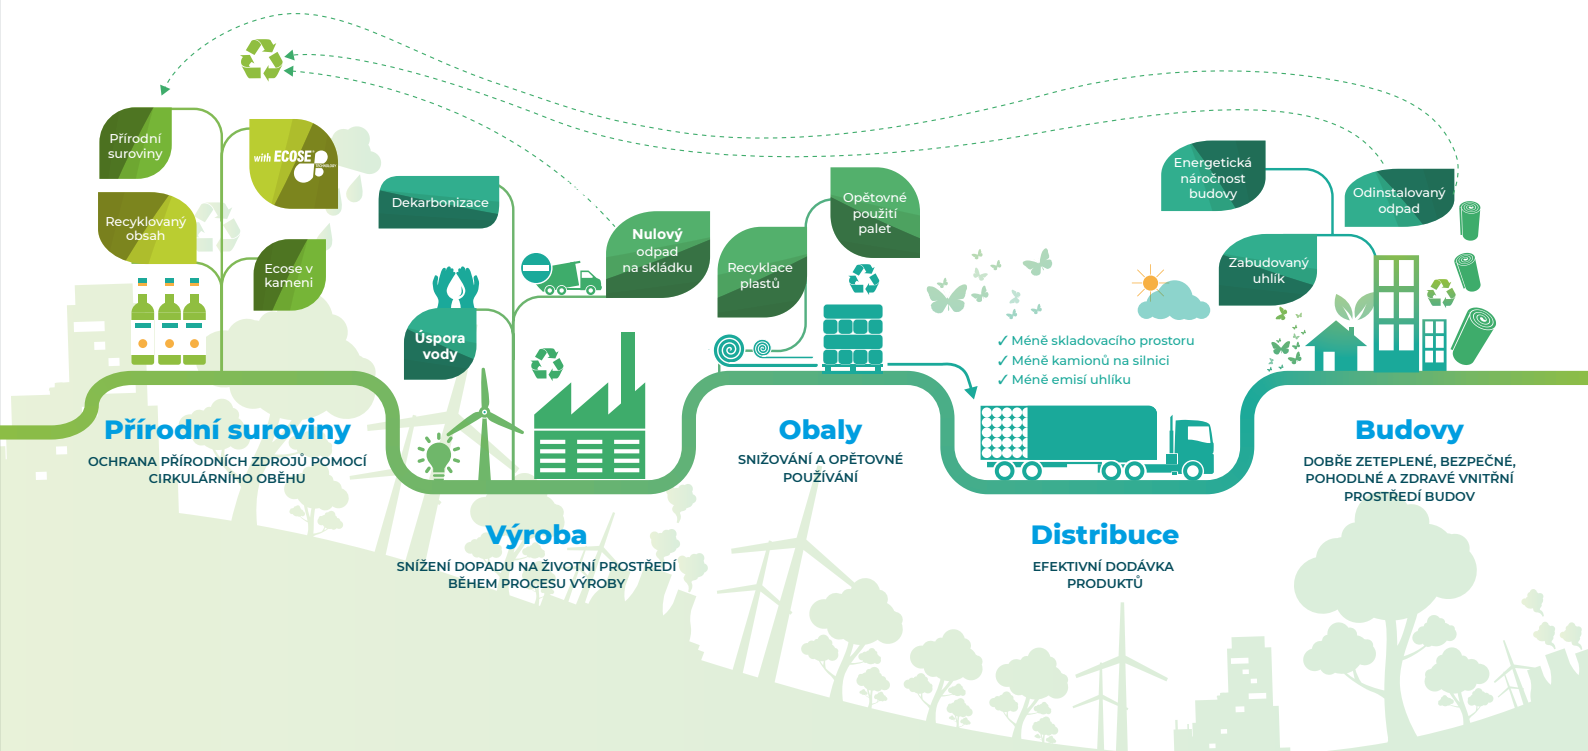 Přírodní
suroviny
with ECOSE®
TECHNOLOGY
Recyklovaný
obsah
Ecose v
kameni
Přírodní suroviny
OCHRANA PŘÍRODNÍCH ZDROJŮ POMOCÍ
CIRKULÁRNÍHO OBĚHU
Dekarbonizace
Úspora
vody
Nulový
odpad
na skládku
Výroba
SNÍŽENÍ DOPADU NA ŽIVOTNÍ PROSTŘEDÍ
BĚHEM PROCESU VÝROBY
Recyklace
plastů
Opětovné
použití
palet
Obaly
SNIŽOVÁNÍ A OPĚTOVNÉ
POUŽÍVÁNÍ
✓ Méně skladovacího prostoru
✓ Méně kamionů na silnici
✓ Méně emisí uhlíku
Distribuce
EFEKTIVNÍ DODÁVKA
PRODUKTŮ
Energetická
náročnost
budovy
Odinstalovaný
odpad
Zabudovaný
uhlík
Budovy
DOBŘE ZETEPLENÉ, BEZPEČNÉ,
POHODLNÉ A ZDRAVÉ VNITŘNÍ
PROSTŘEDÍ BUDOV